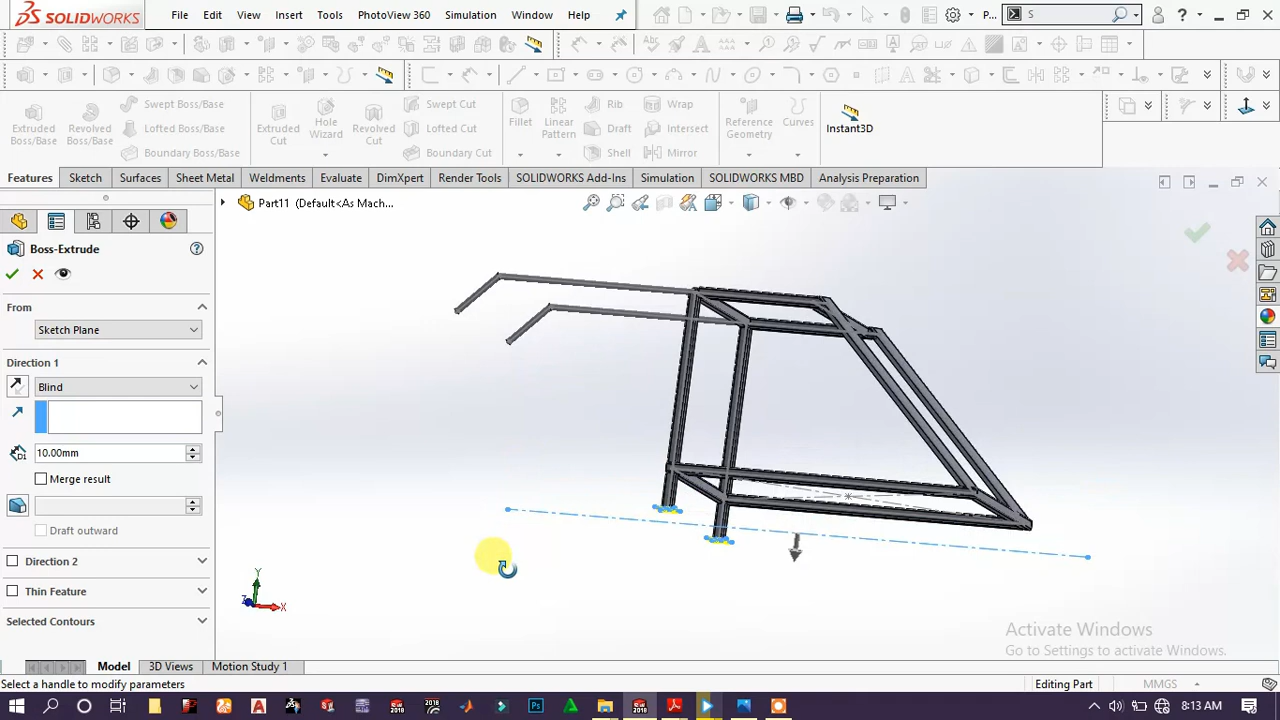 SOLIDWORKS File Edit View Insert Tools PhotoView 360 Simulation Window Help P... S
Extruded Boss/Base
Revolved Boss/Base
Swept Boss/Base
Lofted Boss/Base
Boundary Boss/Base
Extruded Cut
Hole Wizard
Revolved Cut
Swept Cut
Lofted Cut
Boundary Cut
Fillet
Linear Pattern
Rib
Draft
Shell
Wrap
Intersect
Mirror
Reference Geometry
Curves
Instant3D
Features Sketch Surfaces Sheet Metal Weldments Evaluate DimXpert Render Tools SOLIDWORKS Add-Ins Simulation SOLIDWORKS MBD Analysis Preparation
Part11 (Default<As Mach...
Boss-Extrude
From
Sketch Plane
Direction 1
Blind
D1
10.00mm
Merge result
Draft outward
Direction 2
Thin Feature
Selected Contours
Y
Z X
Activate Windows
Go to Settings to activate Windows.
Model 3D Views Motion Study 1
Select a handle to modify parameters Editing Part MMGS
8:13 AM